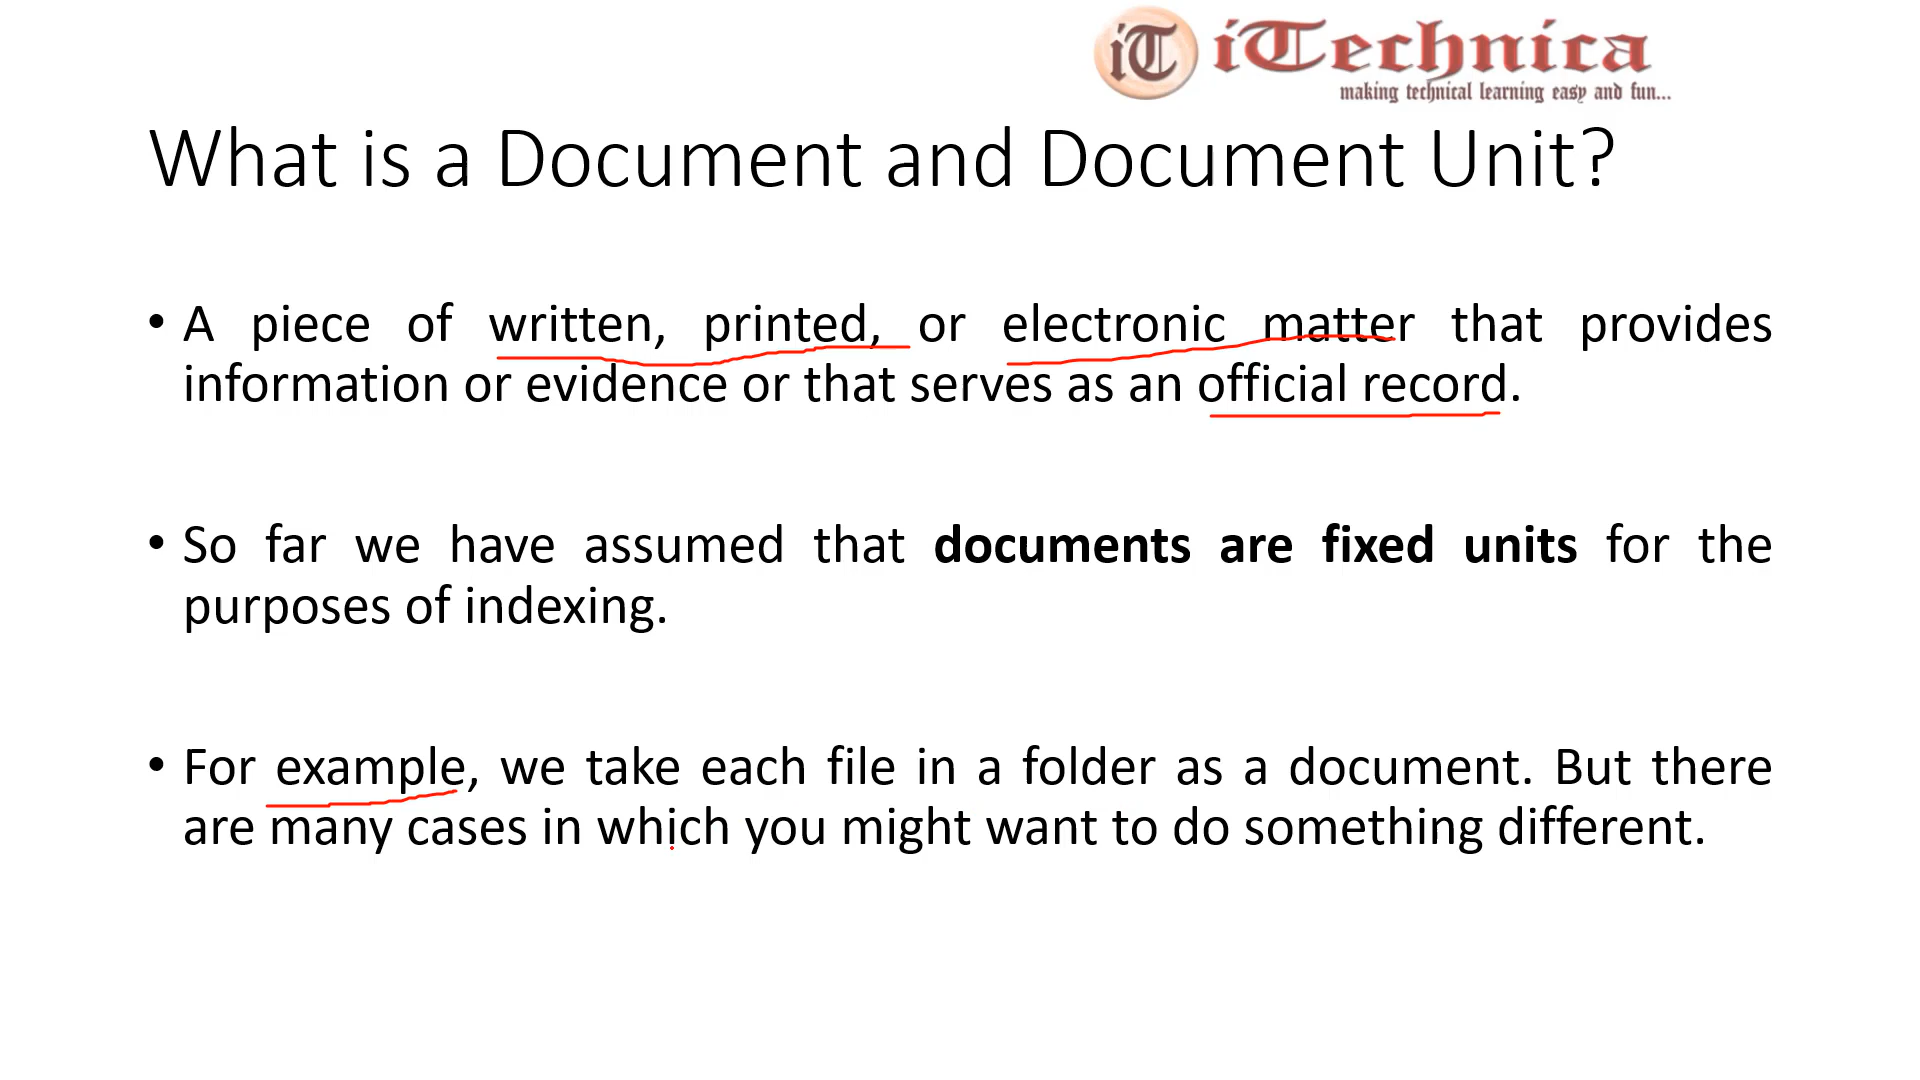 iT iTechnica
making technical learning easy and fun...
What is a Document and Document Unit?
• A piece of written, printed, or electronic matter that provides
information or evidence or that serves as an official record.
• So far we have assumed that documents are fixed units for the
purposes of indexing.
• For example, we take each file in a folder as a document. But there
are many cases in which you might want to do something different.